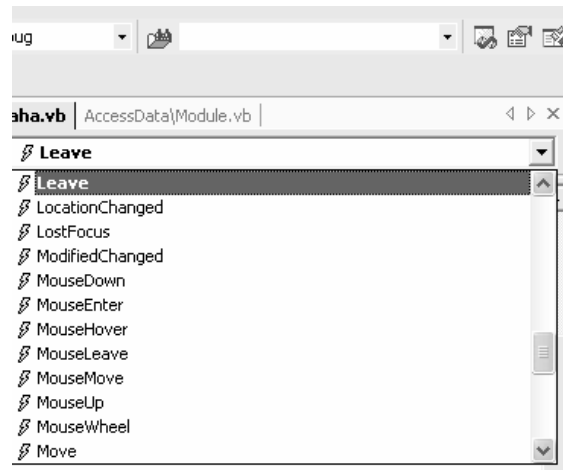 ug
aha.vb AccessData\Module.vb
Leave
Leave
LocationChanged
LostFocus
ModifiedChanged
MouseDown
MouseEnter
MouseHover
MouseLeave
MouseMove
MouseUp
MouseWheel
Move